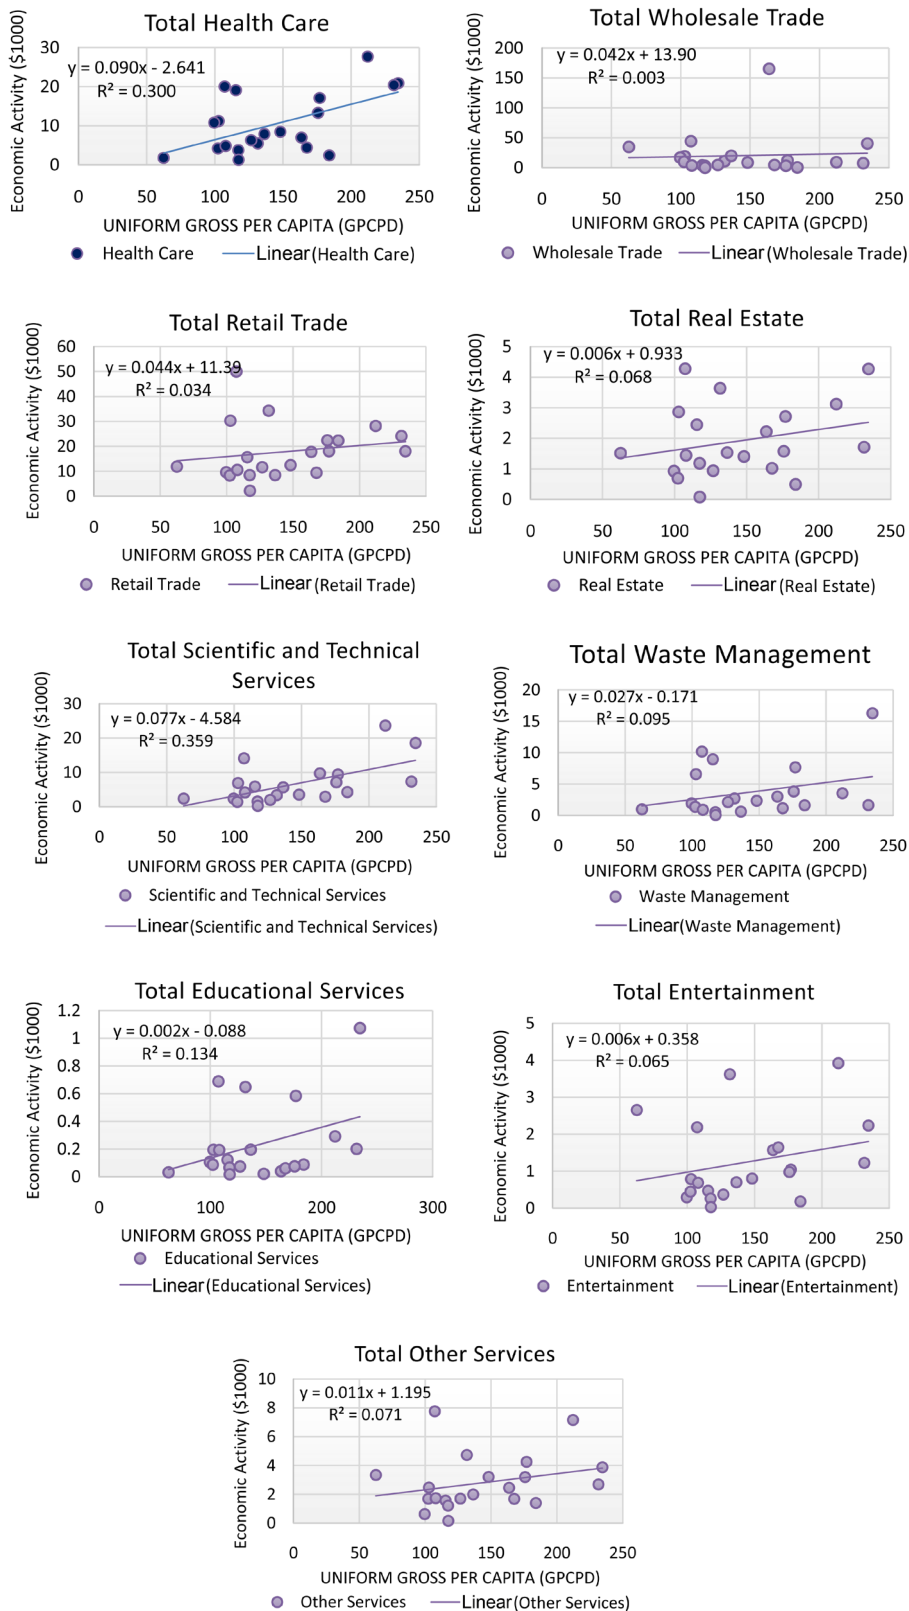 Total Health Care
Economic Activity ($1000)
30
20
10
0
y = 0.090x - 2.641
R² = 0.300
0 50 100 150 200 250
UNIFORM GROSS PER CAPITA (GPCPD)
Health Care Linear (Health Care)
Total Wholesale Trade
Economic Activity ($1000)
200
150
100
50
0
y = 0.042x + 13.90
R² = 0.003
0 50 100 150 200 250
UNIFORM GROSS PER CAPITA (GPCPD)
Wholesale Trade Linear (Wholesale Trade)
Total Retail Trade
Economic Activity ($1000)
60
50
40
30
20
10
0
y = 0.044x + 11.39
R² = 0.034
0 50 100 150 200 250
UNIFORM GROSS PER CAPITA (GPCPD)
Retail Trade Linear (Retail Trade)
Total Real Estate
Economic Activity ($1000)
5
4
3
2
1
0
y = 0.006x + 0.933
R² = 0.068
0 50 100 150 200 250
UNIFORM GROSS PER CAPITA (GPCPD)
Real Estate Linear (Real Estate)
Total Scientific and Technical
Services
Economic Activity ($1000)
30
20
10
0
y = 0.077x - 4.584
R² = 0.359
0 50 100 150 200 250
UNIFORM GROSS PER CAPITA (GPCPD)
Scientific and Technical Services
Linear (Scientific and Technical Services)
Total Waste Management
Economic Activity ($1000)
20
15
10
5
0
y = 0.027x - 0.171
R² = 0.095
0 50 100 150 200 250
UNIFORM GROSS PER CAPITA (GPCPD)
Waste Management
Linear (Waste Management)
Total Educational Services
Economic Activity ($1000)
1.2
1
0.8
0.6
0.4
0.2
0
y = 0.002x - 0.088
R² = 0.134
0 100 200 300
UNIFORM GROSS PER CAPITA (GPCPD)
Educational Services
Linear (Educational Services)
Total Entertainment
Economic Activity ($1000)
5
4
3
2
1
0
y = 0.006x + 0.358
R² = 0.065
0 50 100 150 200 250
UNIFORM GROSS PER CAPITA (GPCPD)
Entertainment Linear (Entertainment)
Total Other Services
Economic Activity ($1000)
10
8
6
4
2
0
y = 0.011x + 1.195
R² = 0.071
0 50 100 150 200 250
UNIFORM GROSS PER CAPITA (GPCPD)
Other Services Linear (Other Services)